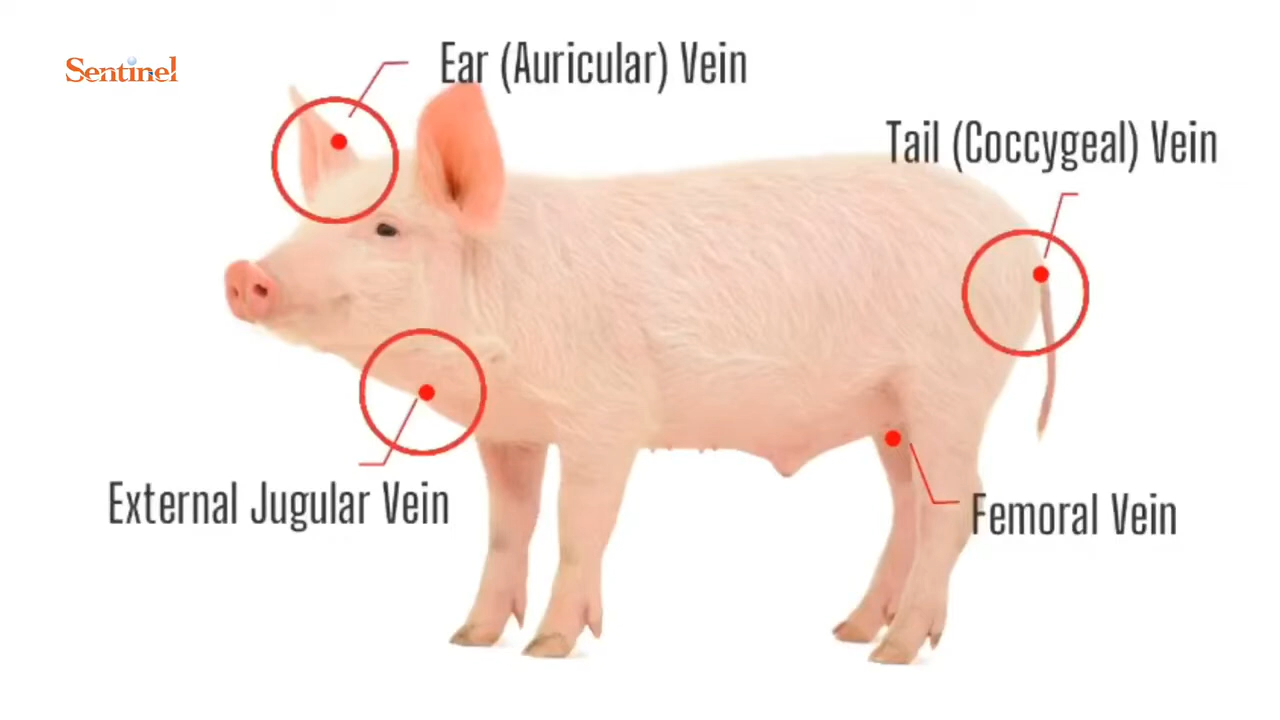 Sentinel
Ear (Auricular) Vein
Tail (Coccygeal) Vein
External Jugular Vein
Femoral Vein